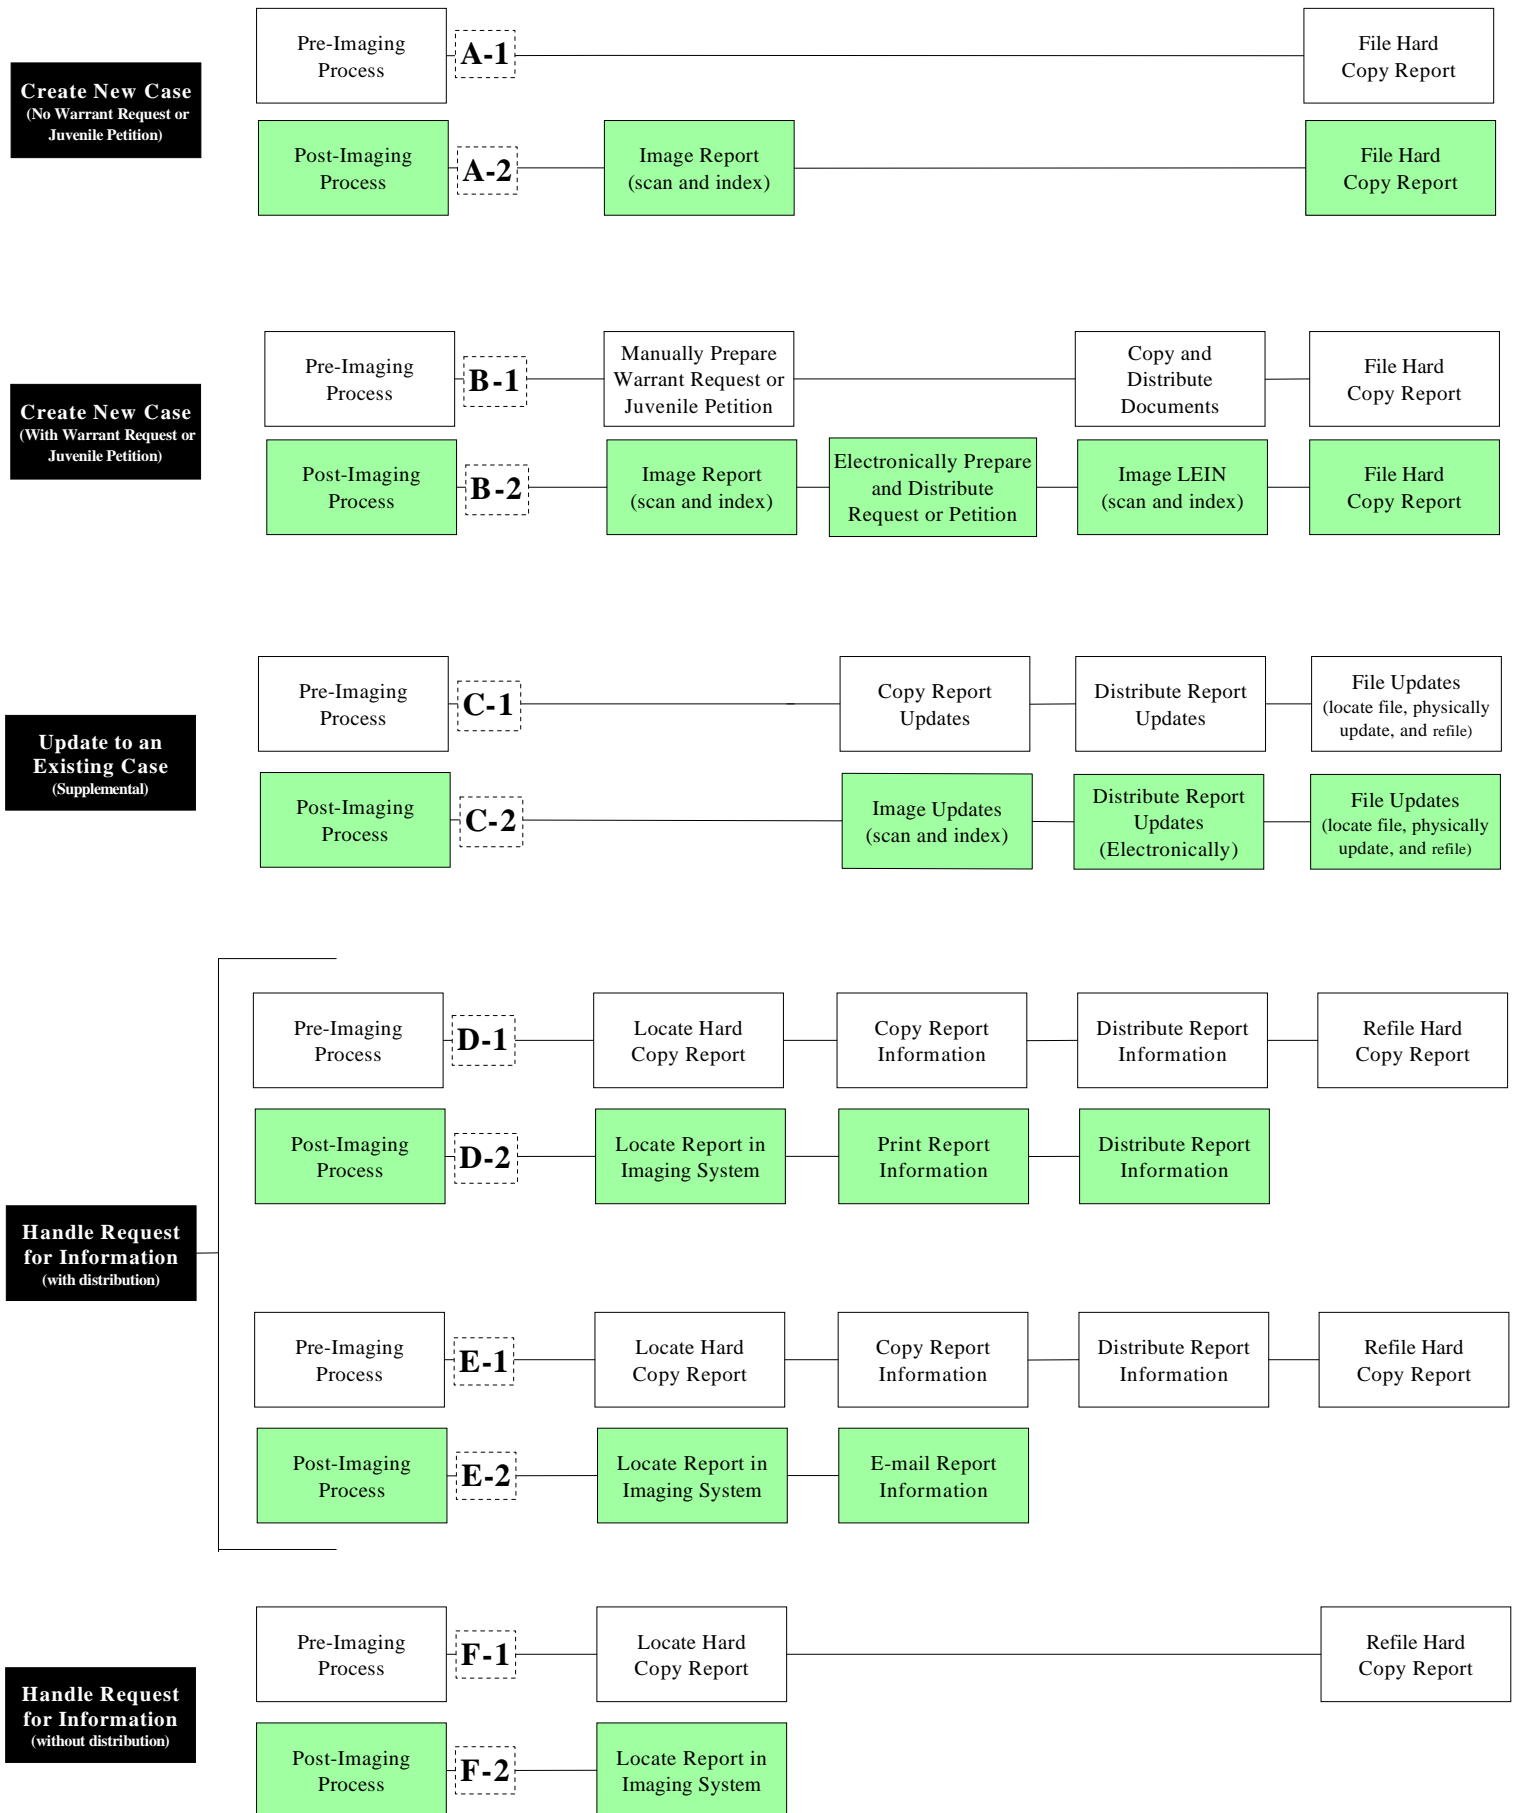 Create New Case
(No Warrant Request or
Juvenile Petition)
Pre-Imaging
Process
A-1
File Hard
Copy Report
Post-Imaging
Process
A-2
Image Report
(scan and index)
File Hard
Copy Report
Create New Case
(With Warrant Request or
Juvenile Petition)
Pre-Imaging
Process
B-1
Manually Prepare
Warrant Request or
Juvenile Petition
Copy and
Distribute
Documents
File Hard
Copy Report
Post-Imaging
Process
B-2
Image Report
(scan and index)
Electronically Prepare
and Distribute
Request or Petition
Image LEIN
(scan and index)
File Hard
Copy Report
Update to an
Existing Case
(Supplemental)
Pre-Imaging
Process
C-1
Copy Report
Updates
Distribute Report
Updates
File Updates
(locate file, physically
update, and refile)
Post-Imaging
Process
C-2
Image Updates
(scan and index)
Distribute Report
Updates
(Electronically)
File Updates
(locate file, physically
update, and refile)
Handle Request
for Information
(with distribution)
Pre-Imaging
Process
D-1
Locate Hard
Copy Report
Copy Report
Information
Distribute Report
Information
Refile Hard
Copy Report
Post-Imaging
Process
D-2
Locate Report in
Imaging System
Print Report
Information
Distribute Report
Information
Pre-Imaging
Process
E-1
Locate Hard
Copy Report
Copy Report
Information
Distribute Report
Information
Refile Hard
Copy Report
Post-Imaging
Process
E-2
Locate Report in
Imaging System
E-mail Report
Information
Handle Request
for Information
(without distribution)
Pre-Imaging
Process
F-1
Locate Hard
Copy Report
Refile Hard
Copy Report
Post-Imaging
Process
F-2
Locate Report in
Imaging System